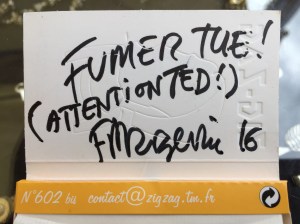 FUMER TUE!
(ATTENTION TED!)
16
N°602 bis contact@zigzag.tm.fr